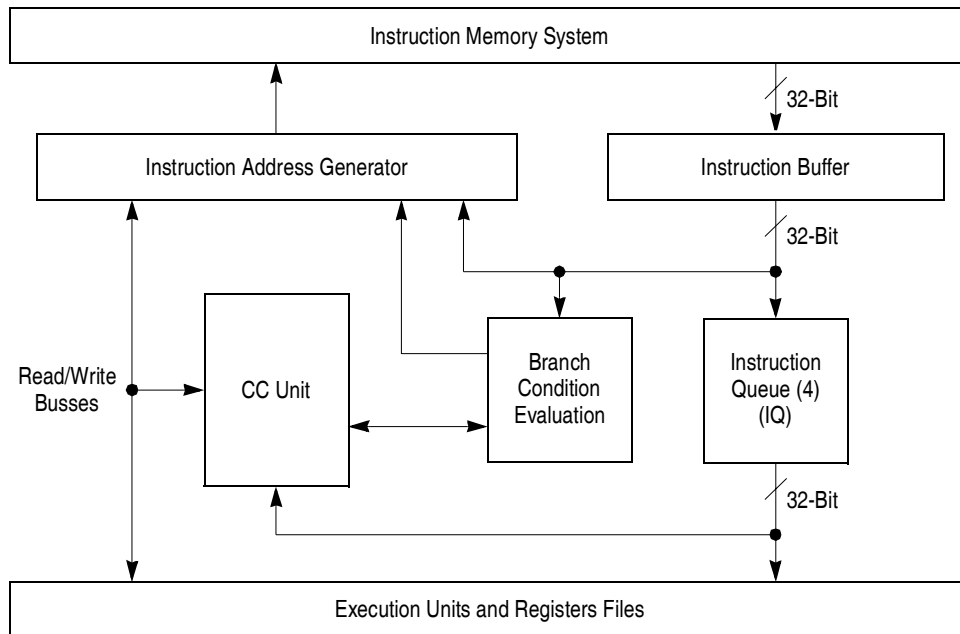 Instruction Memory System
32-Bit
Instruction Address Generator
Instruction Buffer
32-Bit
Read/Write
Busses
CC Unit
Branch
Condition
Evaluation
Instruction
Queue (4)
(IQ)
32-Bit
Execution Units and Registers Files